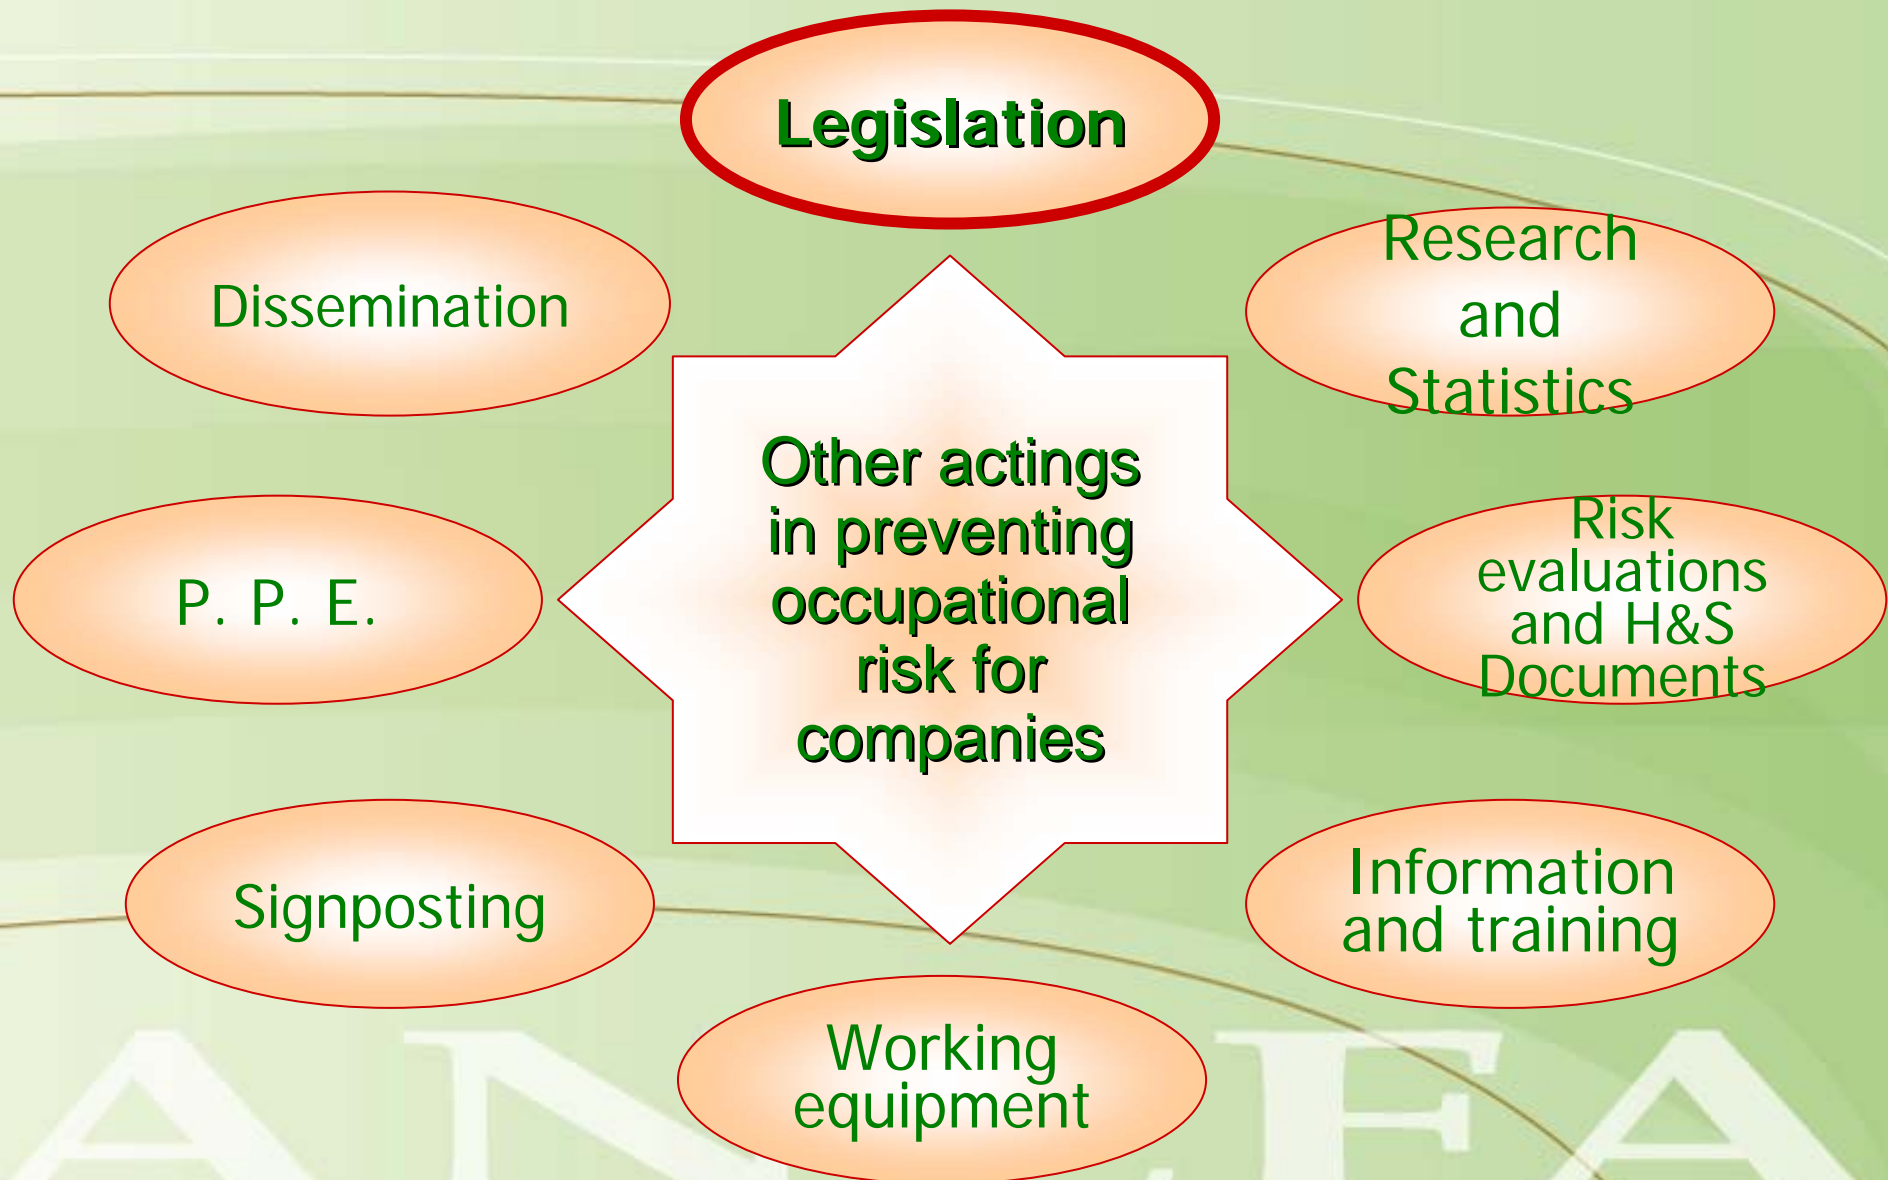 Legislation
Dissemination
Research
and
Statistics
Other actings
in preventing
occupational
risk for
companies
P. P. E.
Risk
evaluations
and H&S
Documents
Signposting
Information
and training
Working
equipment
ANEFA